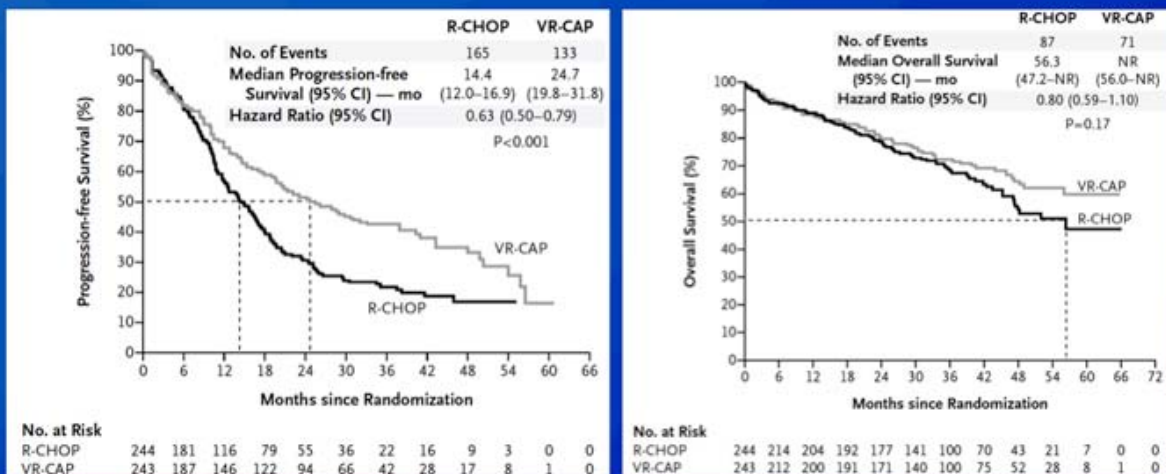 R-CHOP VR-CAP
No. of Events 165 133
Median Progression-free 14.4 24.7
Survival (95% CI) — mo (12.0–16.9) (19.8–31.8)
Hazard Ratio (95% CI) 0.63 (0.50–0.79)
P<0.001
Progression-free Survival (%)
100
90
80
70
60
50
40
30
20
10
0
VR-CAP
R-CHOP
0 6 12 18 24 30 36 42 48 54 60 66
Months since Randomization
No. at Risk
R-CHOP 244 181 116 79 55 36 22 16 9 3 0 0
VR-CAP 243 187 146 122 94 66 42 28 17 8 1 0
R-CHOP VR-CAP
No. of Events 87 71
Median Overall Survival 56.3 NR
(95% CI) — mo (47.2–NR) (56.0–NR)
Hazard Ratio (95% CI) 0.80 (0.59–1.10)
P=0.17
Overall Survival (%)
100
90
80
70
60
50
40
30
20
10
0
VR-CAP
R-CHOP
0 6 12 18 24 30 36 42 48 54 60 66 72
Months since Randomization
No. at Risk
R-CHOP 244 214 204 192 177 141 100 70 43 21 7 0 0
VR-CAP 243 212 200 191 171 140 100 75 52 28 8 1 0